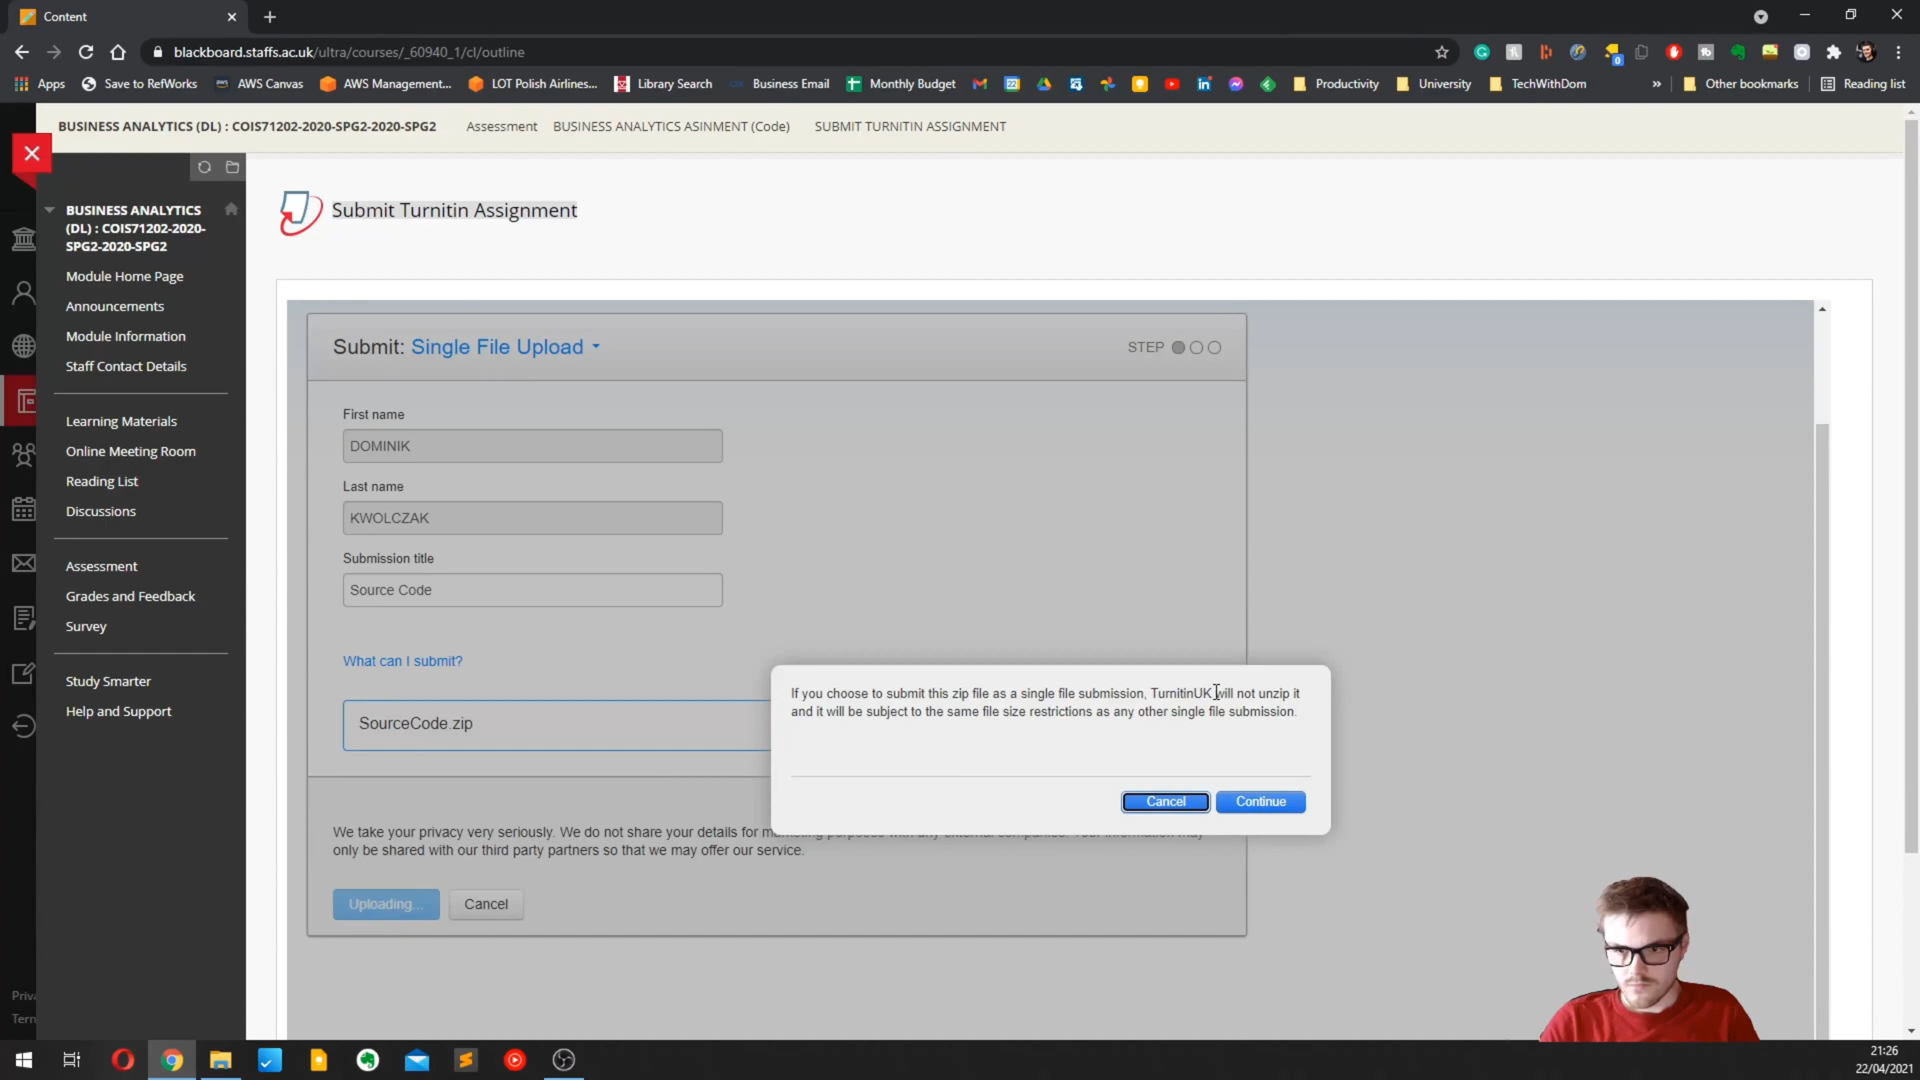 Content
blackboard.staffs.ac.uk/ultra/courses/_60940_1/cl/outline
Apps
Save to RefWorks
AWS Canvas
AWS Management...
LOT Polish Airlines...
Library Search
Business Email
Monthly Budget
Productivity
University
TechWithDom
Other bookmarks
Reading list
BUSINESS ANALYTICS (DL) : COIS71202-2020-SPG2-2020-SPG2
Assessment
BUSINESS ANALYTICS ASINMENT (Code)
SUBMIT TURNITIN ASSIGNMENT
BUSINESS ANALYTICS
(DL) : COIS71202-2020-
SPG2-2020-SPG2
Module Home Page
Announcements
Module Information
Staff Contact Details
Learning Materials
Online Meeting Room
Reading List
Discussions
Assessment
Grades and Feedback
Survey
Study Smarter
Help and Support
Submit Turnitin Assignment
Submit: Single File Upload
STEP
First name
DOMINIK
Last name
KWOLCZAK
Submission title
Source Code
What can I submit?
SourceCode.zip
If you choose to submit this zip file as a single file submission, TurnitinUK will not unzip it
and it will be subject to the same file size restrictions as any other single file submission.
Cancel
Continue
We take your privacy very seriously. We do not share your details for
only be shared with our third party partners so that we may offer our service.
Uploading...
Cancel
21:26
22/04/2021